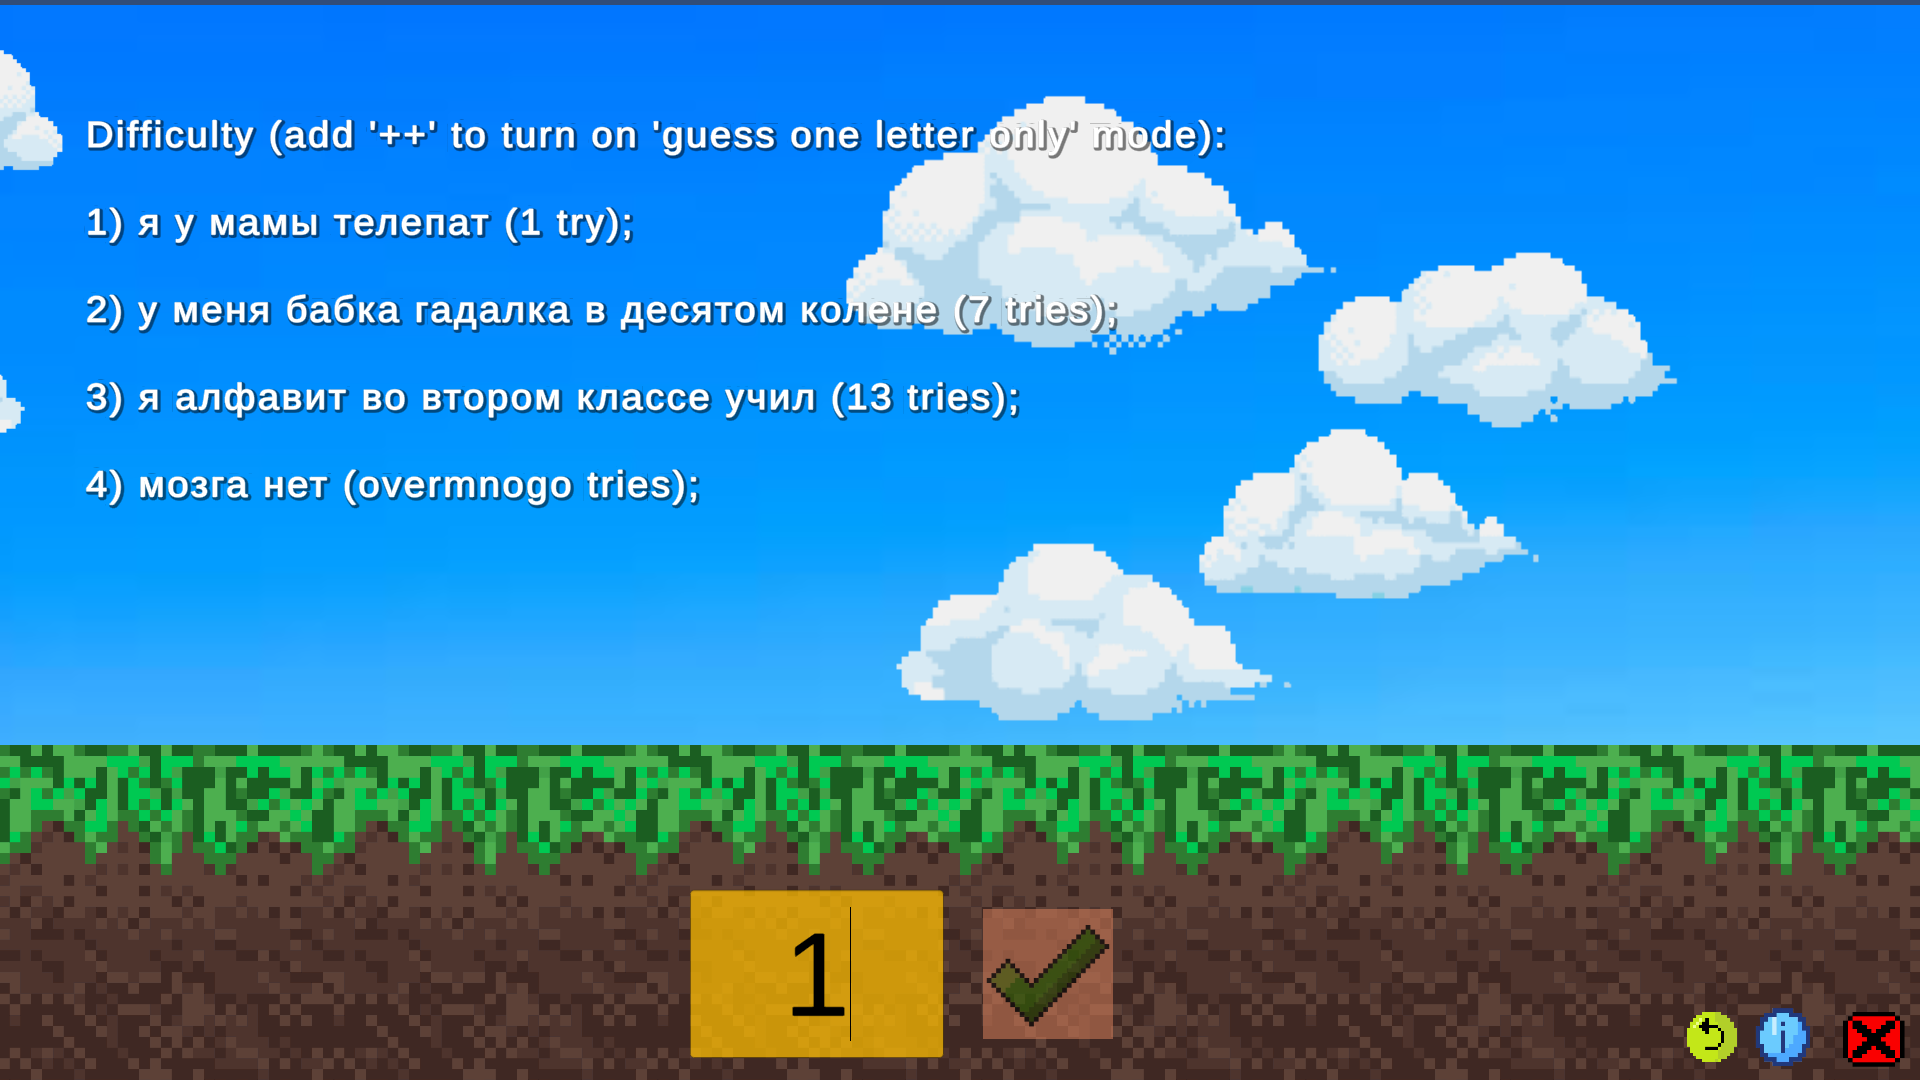 Difficulty (add '++' to turn on 'guess one letter only' mode):
1) я у мамы телепат (1 try);
2) у меня бабка гадалка в десятом колене (7 tries);
3) я алфавит во втором классе учил (13 tries);
4) мозга нет (overmnogo tries);
1